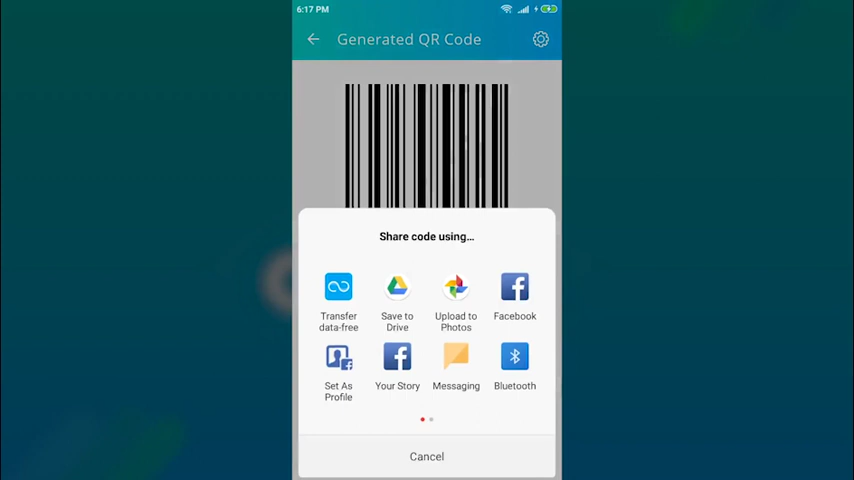 6:17 PM
Generated QR Code
Share code using...
Transfer data-free
Save to Drive
Upload to Photos
Facebook
Set As Profile
Your Story
Messaging
Bluetooth
Cancel